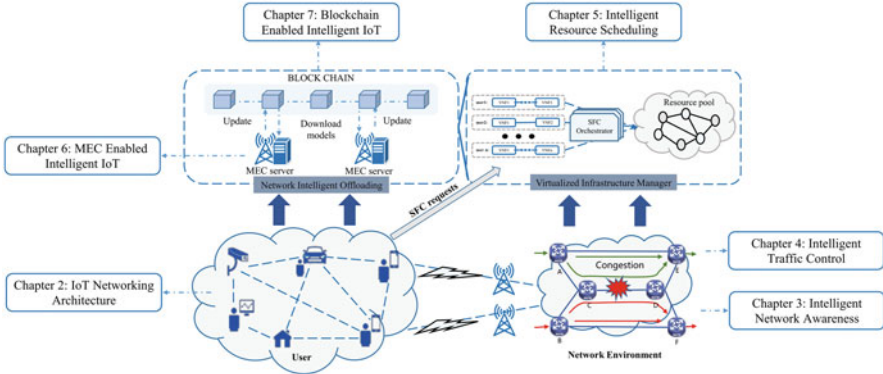 Chapter 7: Blockchain
Enabled Intelligent IoT
Chapter 5: Intelligent
Resource Scheduling
BLOCK CHAIN
Update
Download
models
Update
MEC server
MEC server
Network Intelligent Offloading
SFC
Orchestrator
Resource pool
Virtualized Infrastructure Manager
Chapter 6: MEC Enabled
Intelligent IoT
SFC requests
Chapter 2: IoT Networking
Architecture
User
A
Congestion
E
C
D
B
F
Network Environment
Chapter 4: Intelligent
Traffic Control
Chapter 3: Intelligent
Network Awareness